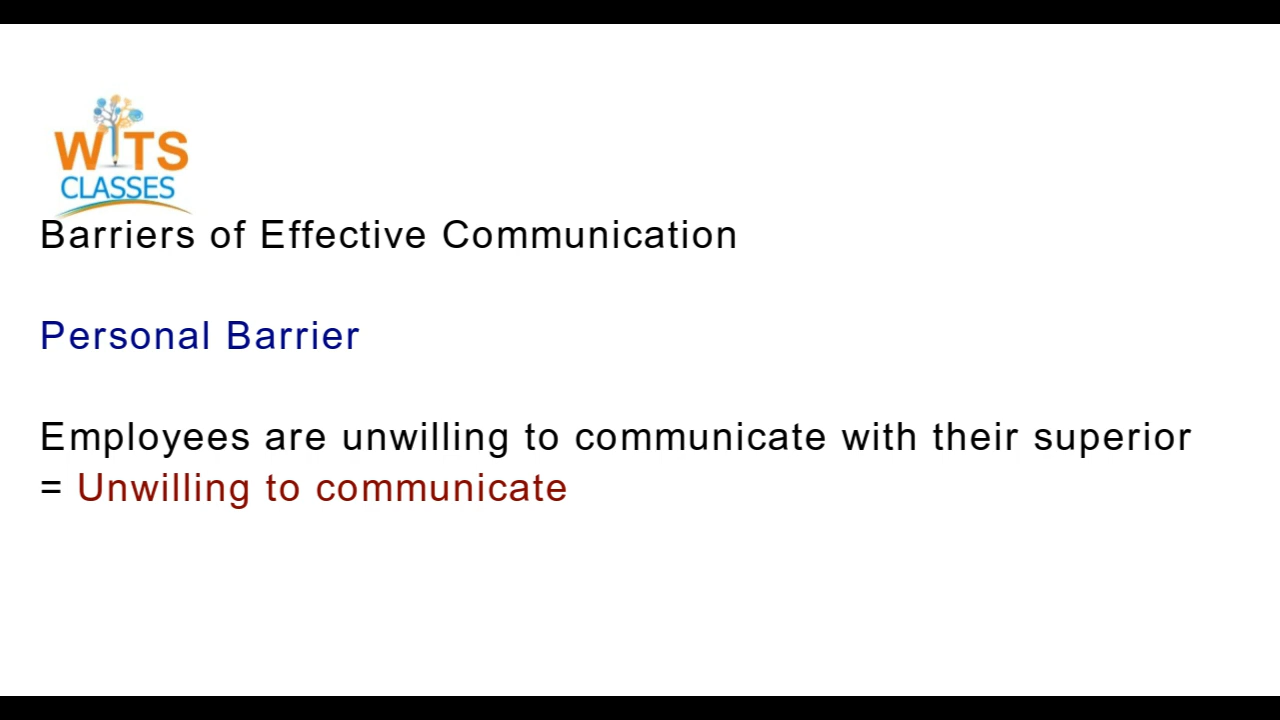 WITS
CLASSES
Barriers of Effective Communication
Personal Barrier
Employees are unwilling to communicate with their superior
= Unwilling to communicate